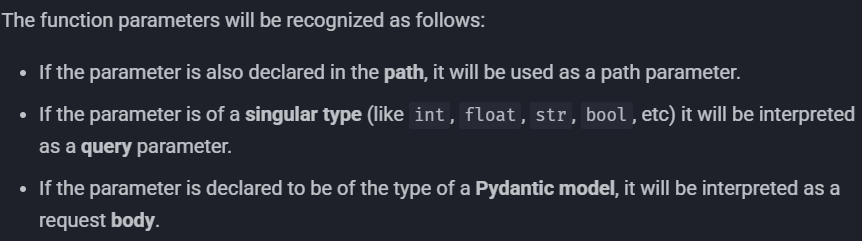 The function parameters will be recognized as follows:
• If the parameter is also declared in the path, it will be used as a path parameter.
• If the parameter is of a singular type (like int, float, str, bool, etc) it will be interpreted
as a query parameter.
• If the parameter is declared to be of the type of a Pydantic model, it will be interpreted as a
request body.